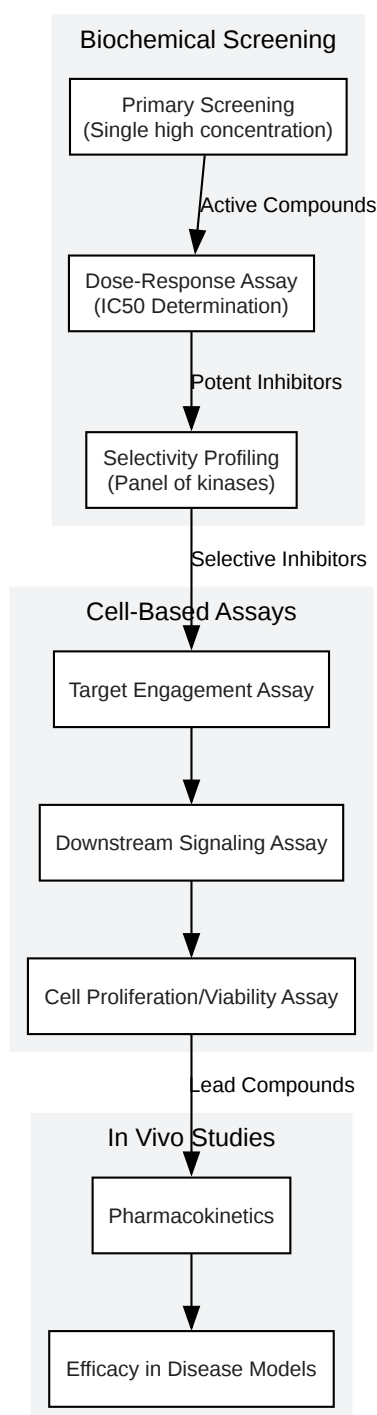 Biochemical Screening
Primary Screening
(Single high concentration)
Active Compounds
Dose-Response Assay
(IC50 Determination)
Potent Inhibitors
Selectivity Profiling
(Panel of kinases)
Selective Inhibitors
Cell-Based Assays
Target Engagement Assay
Downstream Signaling Assay
Cell Proliferation/Viability Assay
Lead Compounds
In Vivo Studies
Pharmacokinetics
Efficacy in Disease Models